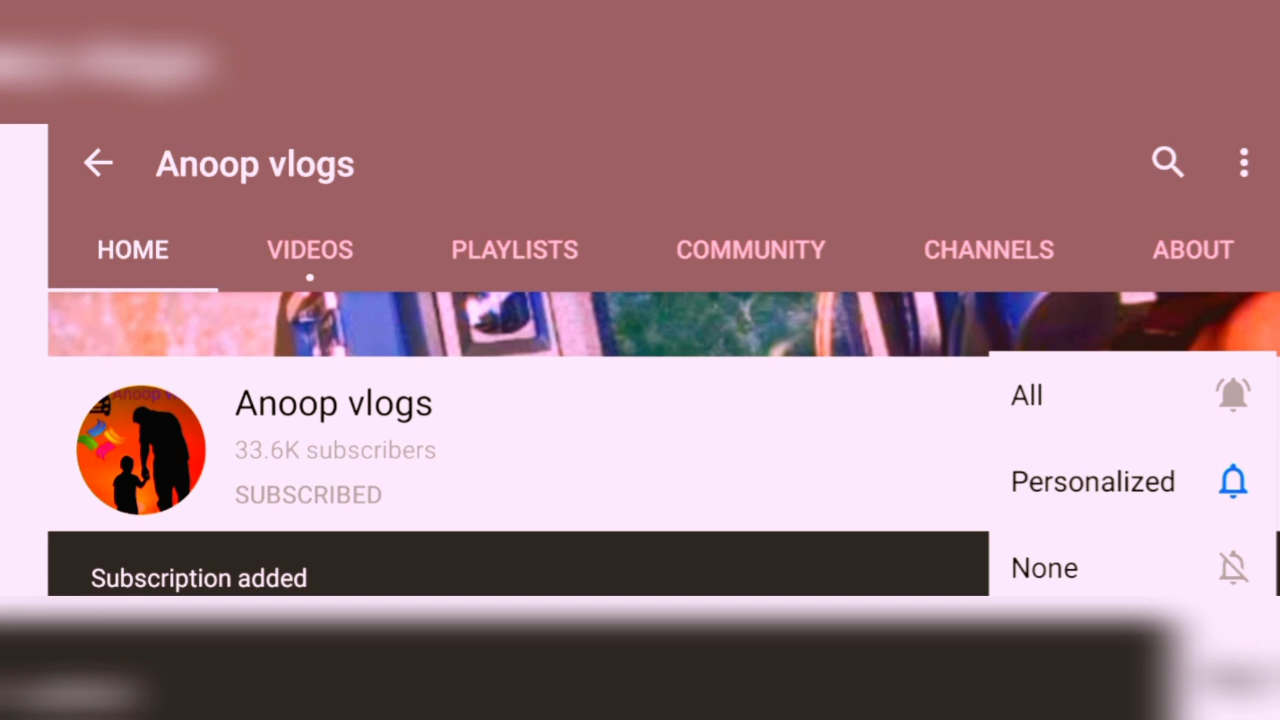 Anoop vlogs
HOME VIDEOS PLAYLISTS COMMUNITY CHANNELS ABOUT
Anoop vlogs
33.6K subscribers
SUBSCRIBED
All
Personalized
None
Subscription added